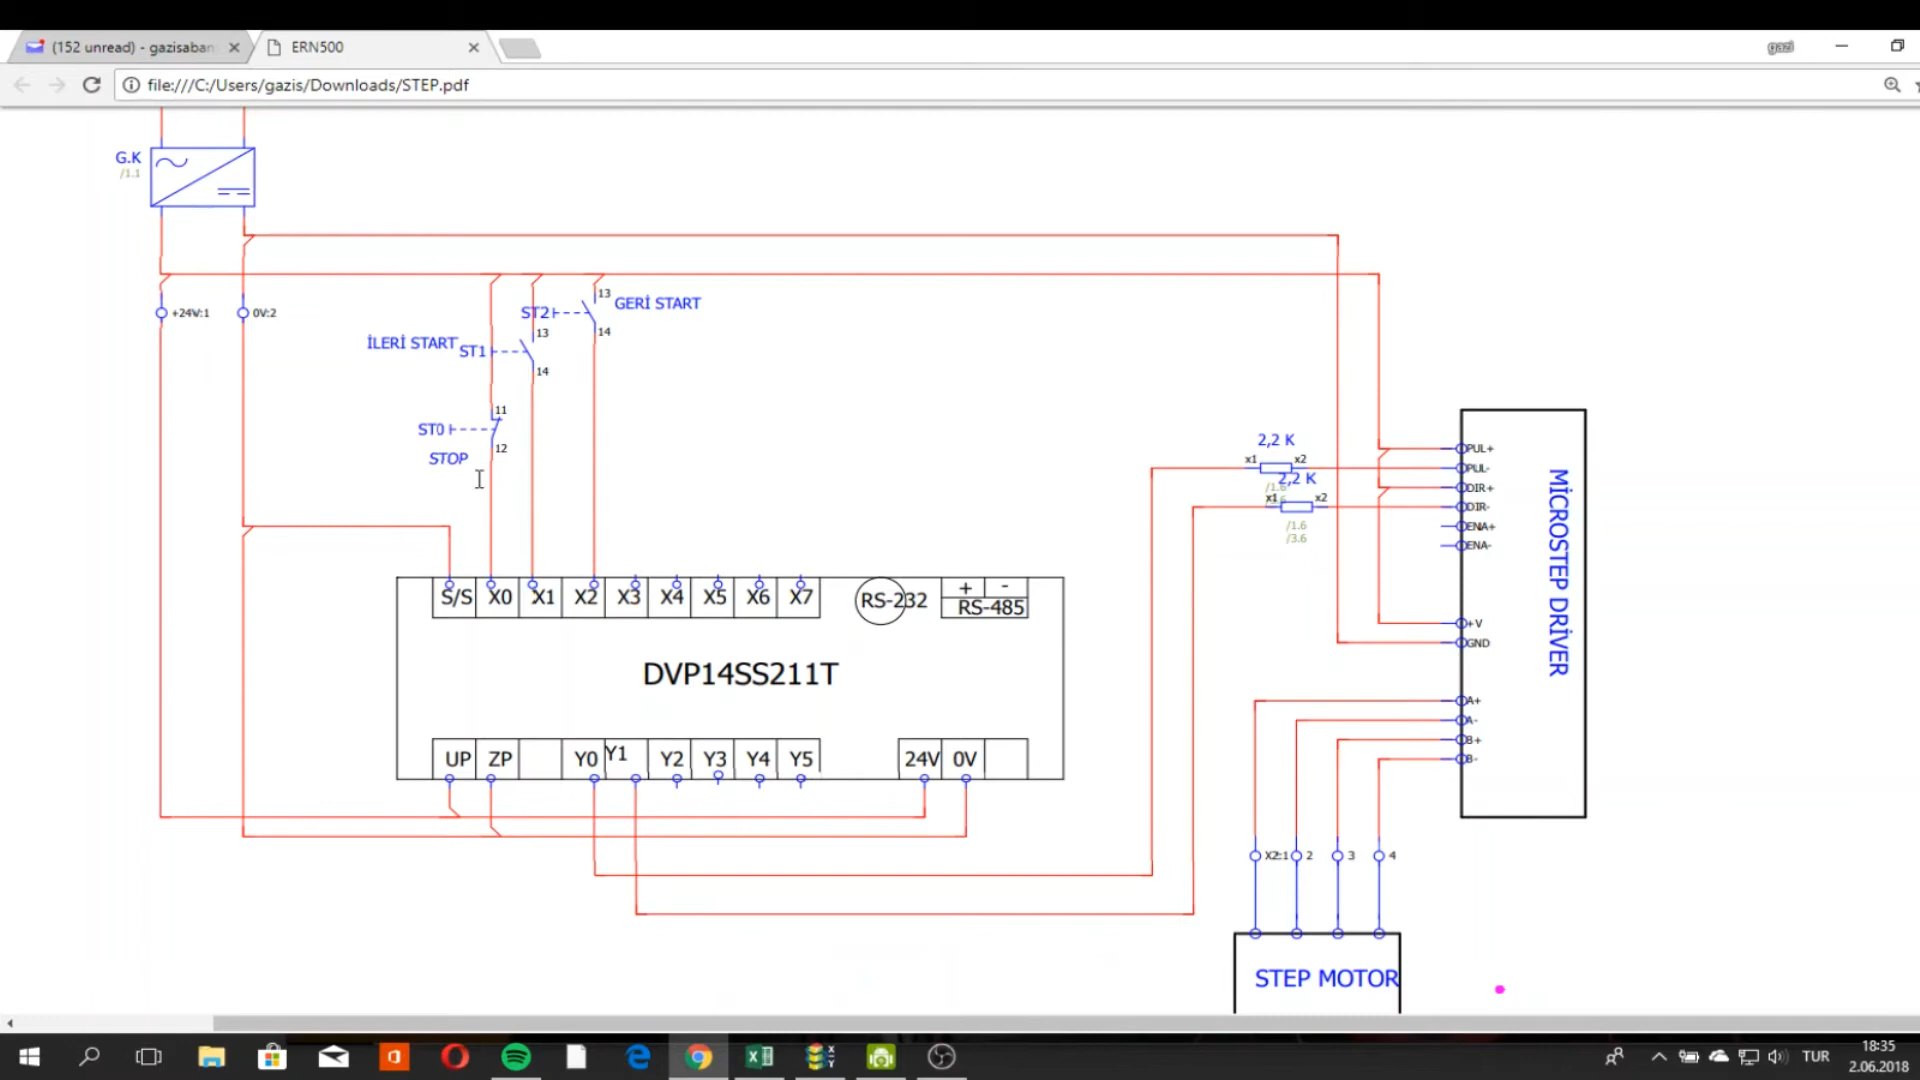 (152 unread) - gazisaban
ERN500
gazi
file:///C:/Users/gazis/Downloads/STEP.pdf
G.K
/1.1
+24V:1
0V:2
13
GERİ START
ST2
14
13
İLERİ START
ST1
14
11
ST0
12
STOP
2,2 K
x1
x2
2,2 K
x1
x2
/1.6
/3.6
PUL+
PUL-
DIR+
DIR-
ENA+
ENA-
+V
GND
A+
A-
B+
B-
MİCROSTEP DRİVER
S/S X0 X1 X2 X3 X4 X5 X6 X7
RS-232
+ -
RS-485
DVP14SS211T
UP ZP Y0 Y1 Y2 Y3 Y4 Y5
24V 0V
X2:1 2 3 4
STEP MOTOR
TUR
18:35
2.06.2018